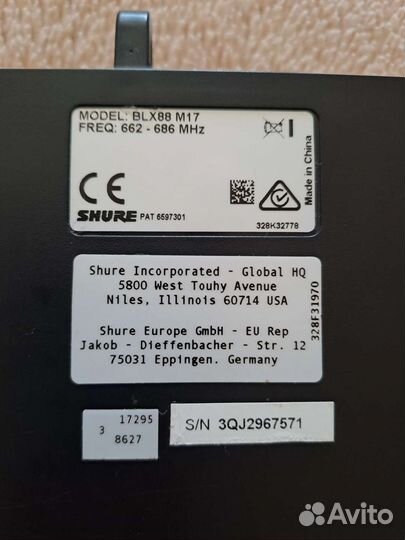 MODEL: BLX88 M17
FREQ: 662 - 686 MHz
Made in China
CE
SHURE PAT 6597301
328K32778
Shure Incorporated - Global HQ
5800 West Touhy Avenue
Niles, Illinois 60714 USA
Shure Europe GmbH - EU Rep
Jakob - Dieffenbacher - Str. 12
75031 Eppingen. Germany
328F31970
17295
3
8627
S/N 3QJ2967571
Avito